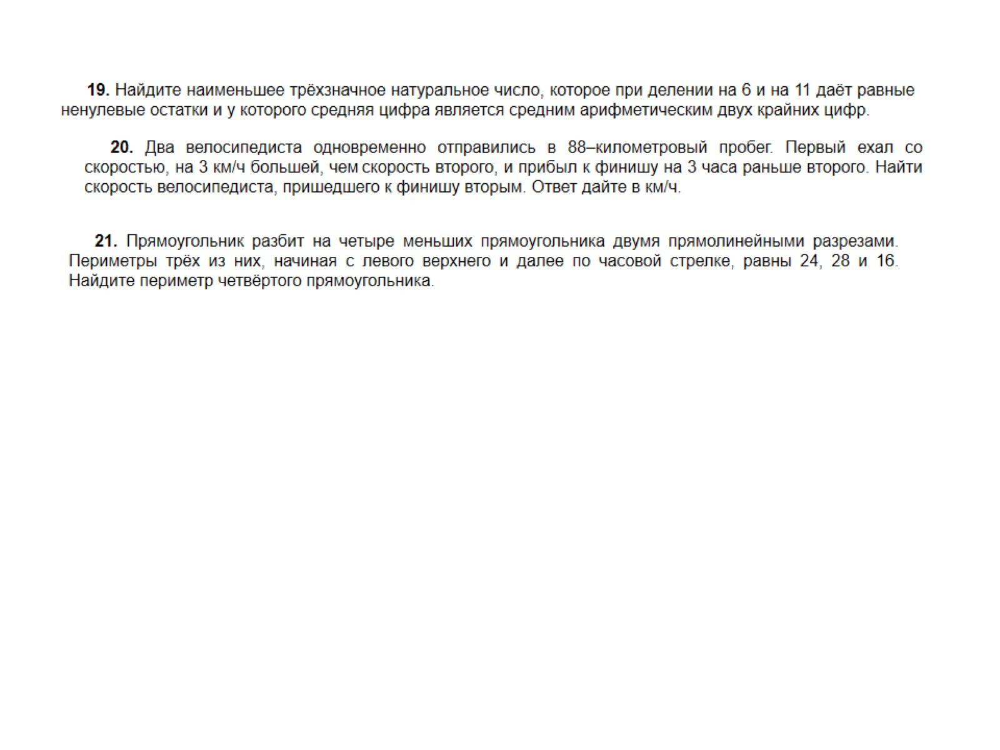 19. Найдите наименьшее трёхзначное натуральное число, которое при делении на 6 и на 11 даёт равные
ненулевые остатки и у которого средняя цифра является средним арифметическим двух крайних цифр.
20. Два велосипедиста одновременно отправились в 88–километровый пробег. Первый ехал со
скоростью, на 3 км/ч большей, чем скорость второго, и прибыл к финишу на 3 часа раньше второго. Найти
скорость велосипедиста, пришедшего к финишу вторым. Ответ дайте в км/ч.
21. Прямоугольник разбит на четыре меньших прямоугольника двумя прямолинейными разрезами.
Периметры трёх из них, начиная с левого верхнего и далее по часовой стрелке, равны 24, 28 и 16.
Найдите периметр четвёртого прямоугольника.